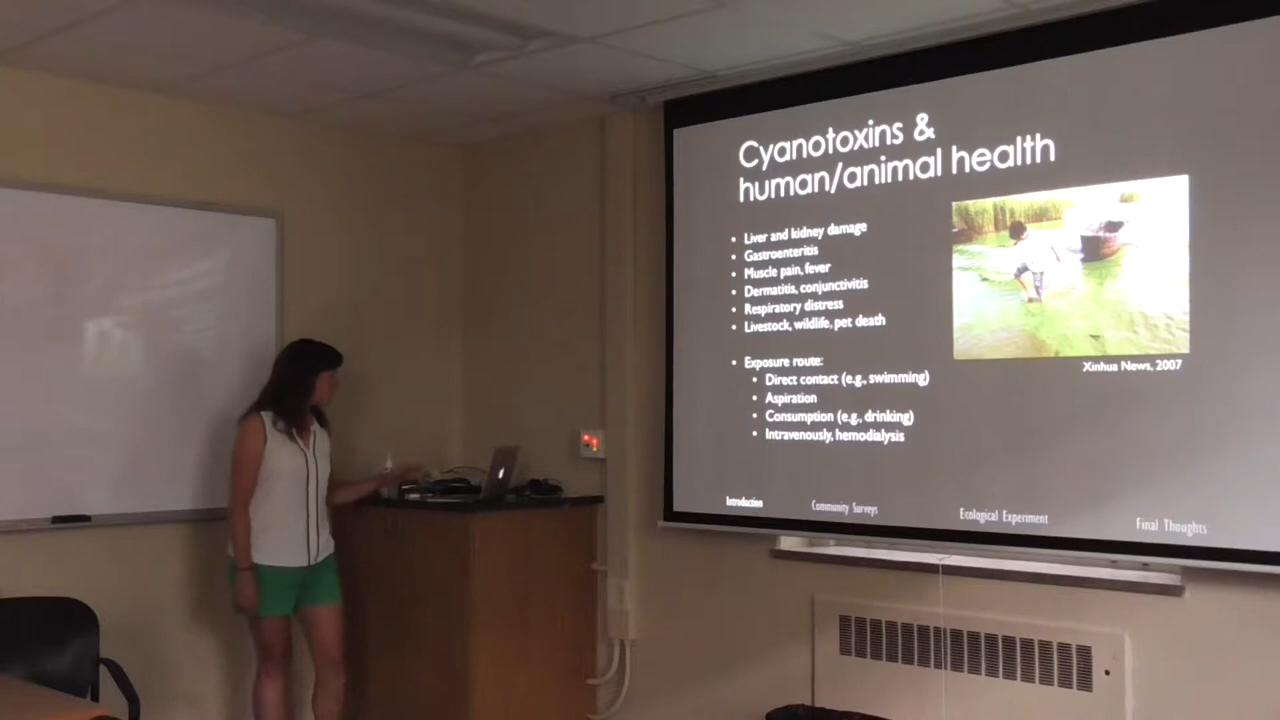 Cyanotoxins &
human/animal health
• Liver and kidney damage
• Gastroenteritis
• Muscle pain, fever
• Dermatitis, conjunctivitis
• Respiratory distress
• Livestock, wildlife, pet death
• Exposure route:
• Direct contact (e.g., swimming)
• Aspiration
• Consumption (e.g., drinking)
• Intravenously, hemodialysis
Xinhua News, 2007
Introduction
Community Surveys
Ecological Experiment
Final Thoughts